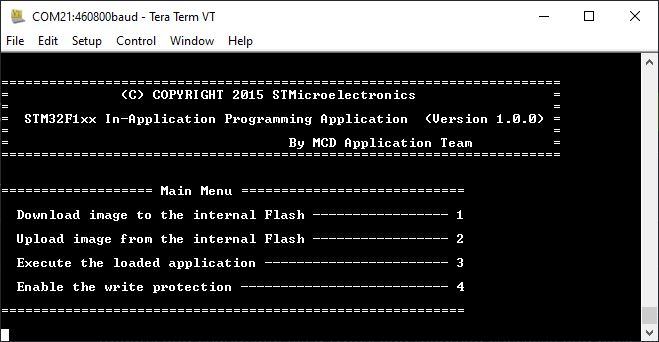 COM21:460800baud - Tera Term VT
File Edit Setup Control Window Help
======================================================================
=              (C) COPYRIGHT 2015 STMicroelectronics                 =
=                                                                    =
=  STM32F1xx In-Application Programming Application  (Version 1.0.0) =
=                                                                    =
=                                   By MCD Application Team          =
======================================================================
=================== Main Menu ============================
  Download image to the internal Flash ----------------- 1
  Upload image from the internal Flash ----------------- 2
  Execute the loaded application ----------------------- 3
  Enable the write protection -------------------------- 4
==========================================================